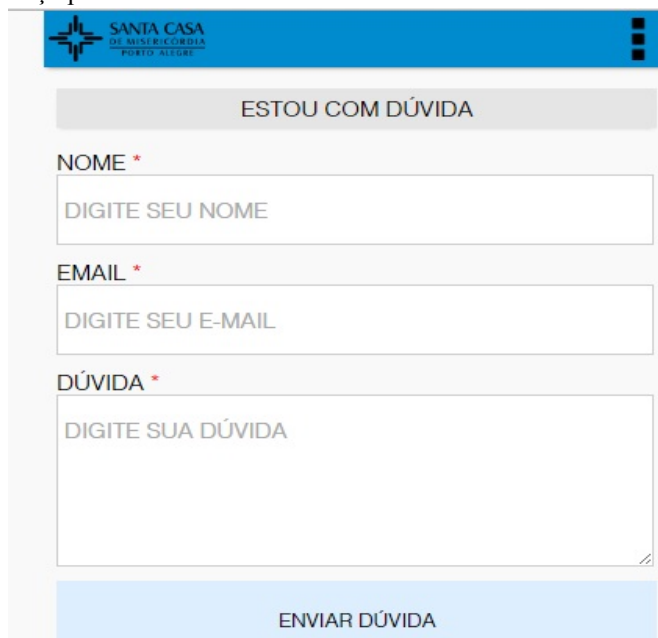 SANTA CASA
DE MISERICORDIA
PORTO ALEGRE
ESTOU COM DÚVIDA
NOME *
DIGITE SEU NOME
EMAIL *
DIGITE SEU E-MAIL
DÚVIDA *
DIGITE SUA DÚVIDA
ENVIAR DÚVIDA